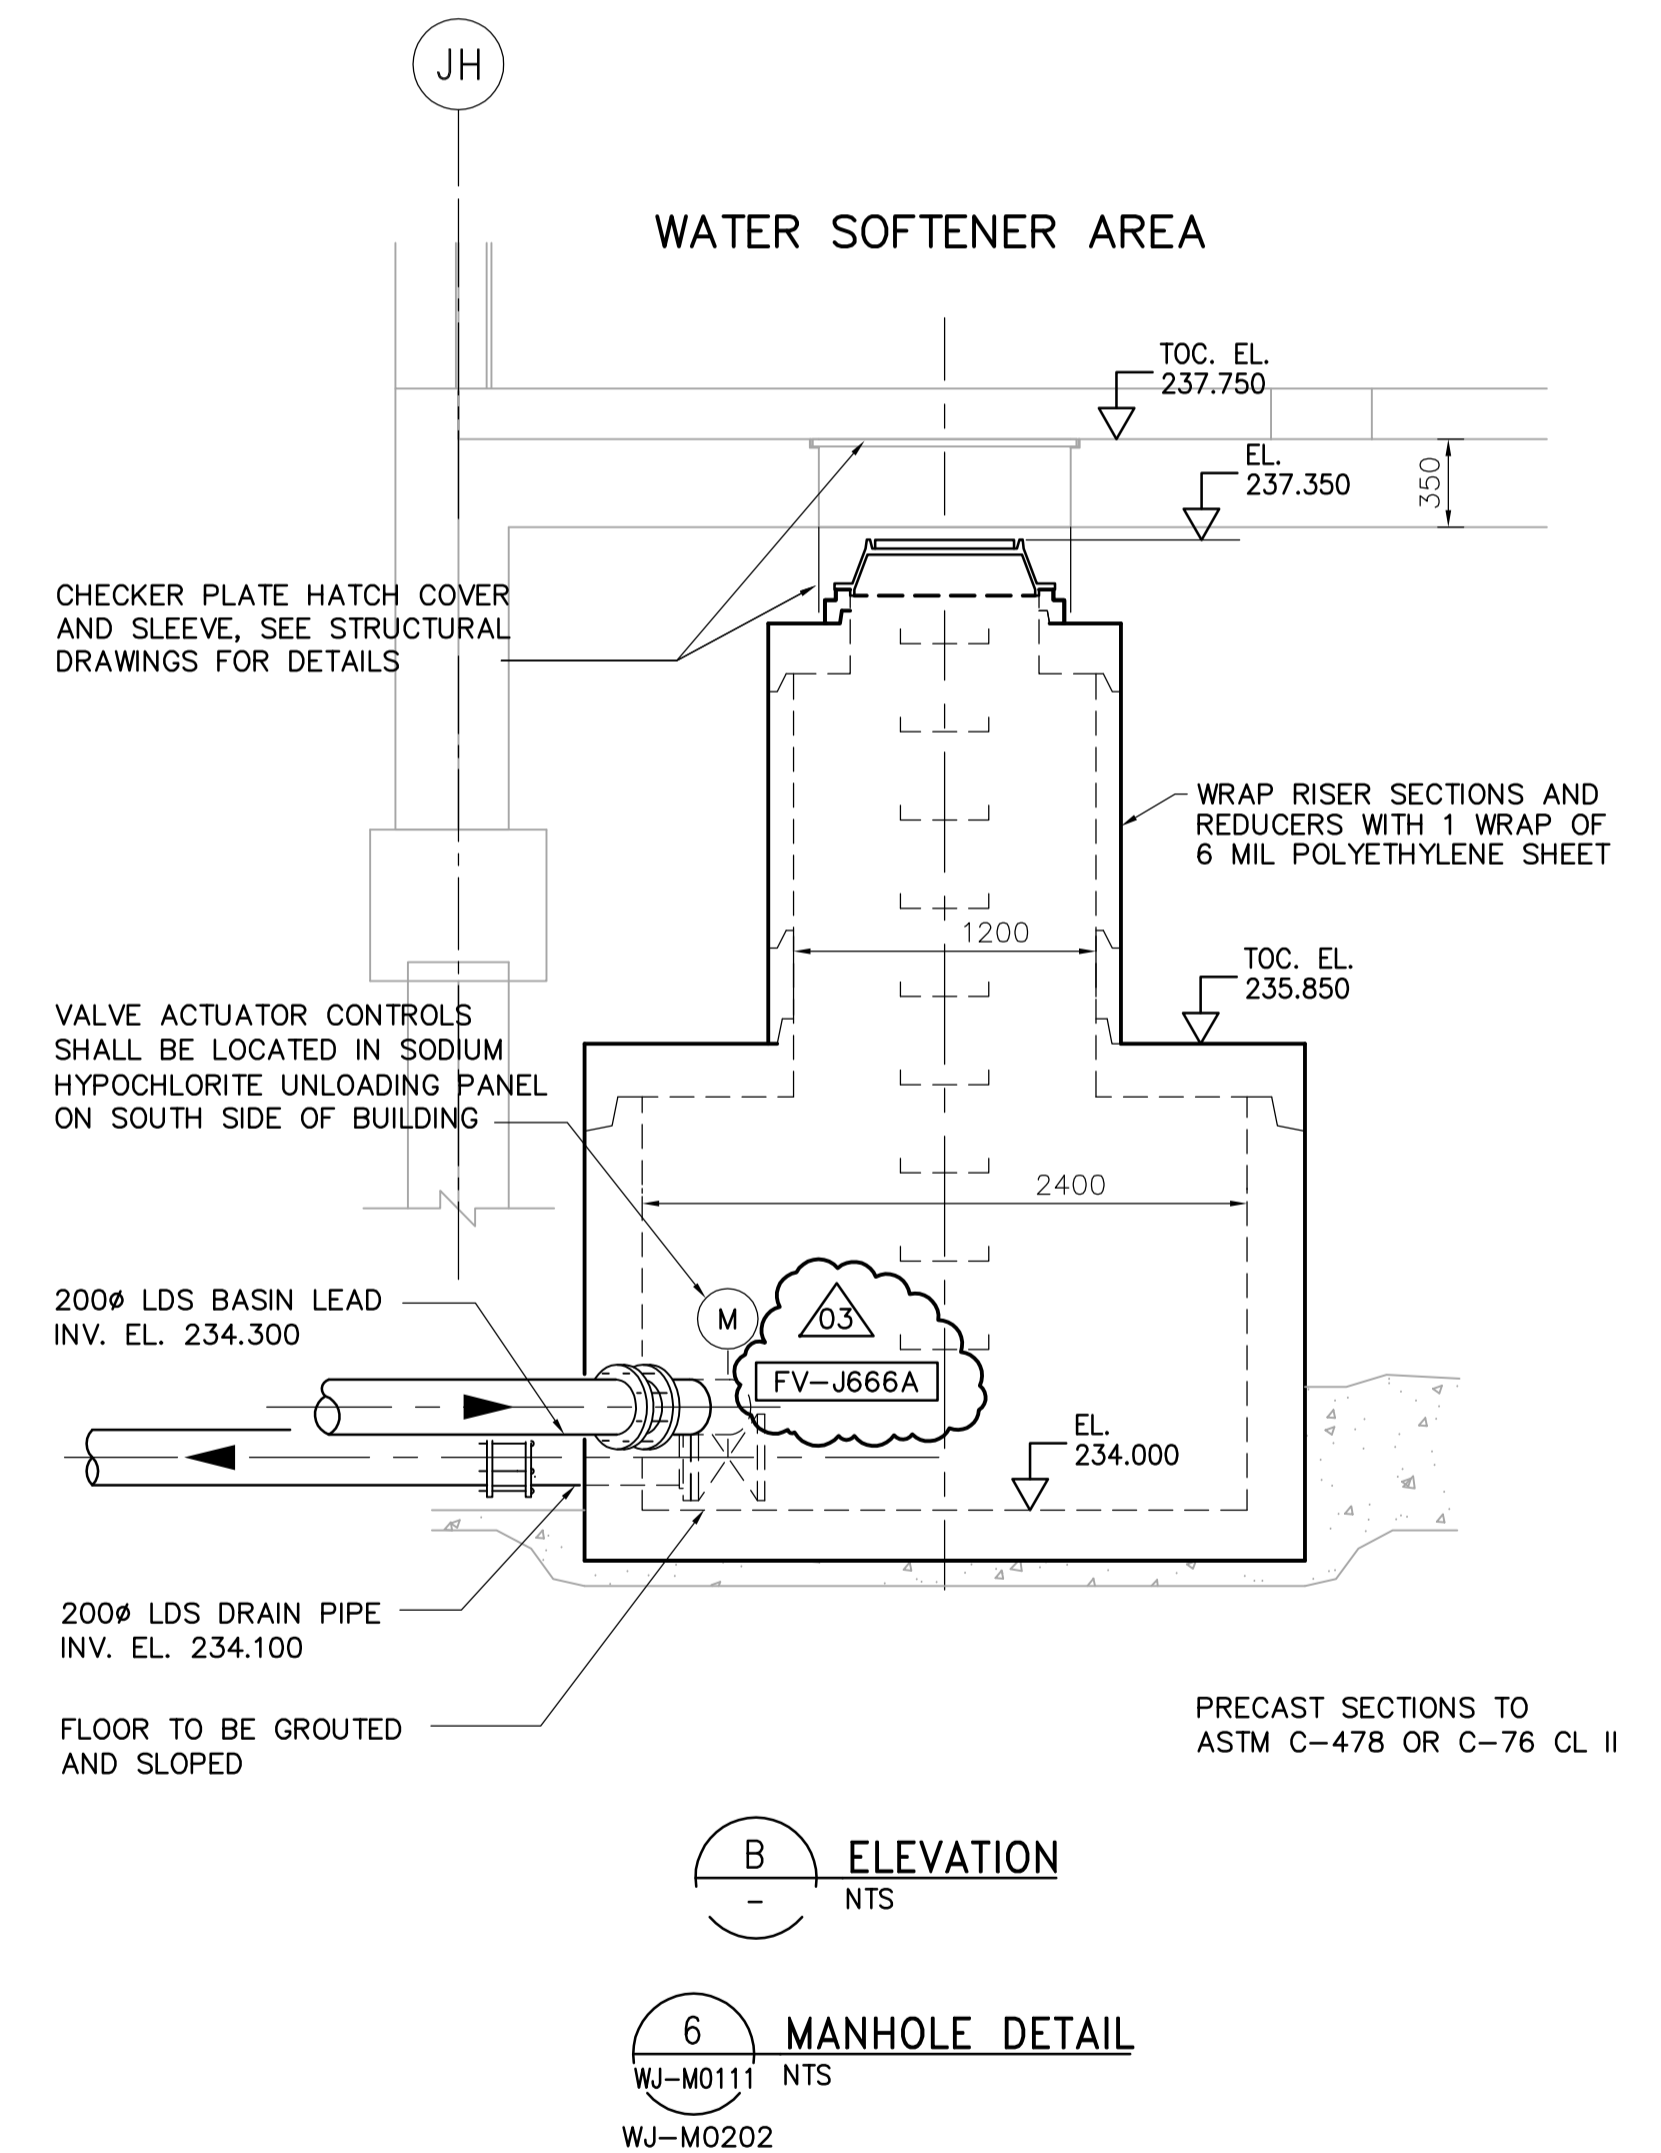 JH
WATER SOFTENER AREA
TOC. EL.
237.750
EL.
237.350
350
CHECKER PLATE HATCH COVER
AND SLEEVE, SEE STRUCTURAL
DRAWINGS FOR DETAILS
WRAP RISER SECTIONS AND
REDUCERS WITH 1 WRAP OF
6 MIL POLYETHYLENE SHEET
1200
TOC. EL.
235.850
VALVE ACTUATOR CONTROLS
SHALL BE LOCATED IN SODIUM
HYPOCHLORITE UNLOADING PANEL
ON SOUTH SIDE OF BUILDING
2400
200ø LDS BASIN LEAD
INV. EL. 234.300
M
03
FV-J666A
EL.
234.000
200ø LDS DRAIN PIPE
INV. EL. 234.100
FLOOR TO BE GROUTED
AND SLOPED
PRECAST SECTIONS TO
ASTM C-478 OR C-76 CL II
B
-
ELEVATION
NTS
6
WJ-M0111
MANHOLE DETAIL
NTS
WJ-M0202